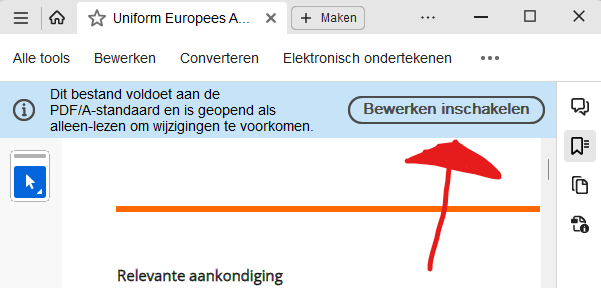 Uniform Europees A...
+ Maken
Alle tools Bewerken Converteren Elektronisch ondertekenen
Dit bestand voldoet aan de
PDF/A-standaard en is geopend als
alleen-lezen om wijzigingen te voorkomen.
Bewerken inschakelen
Relevante aankondiging